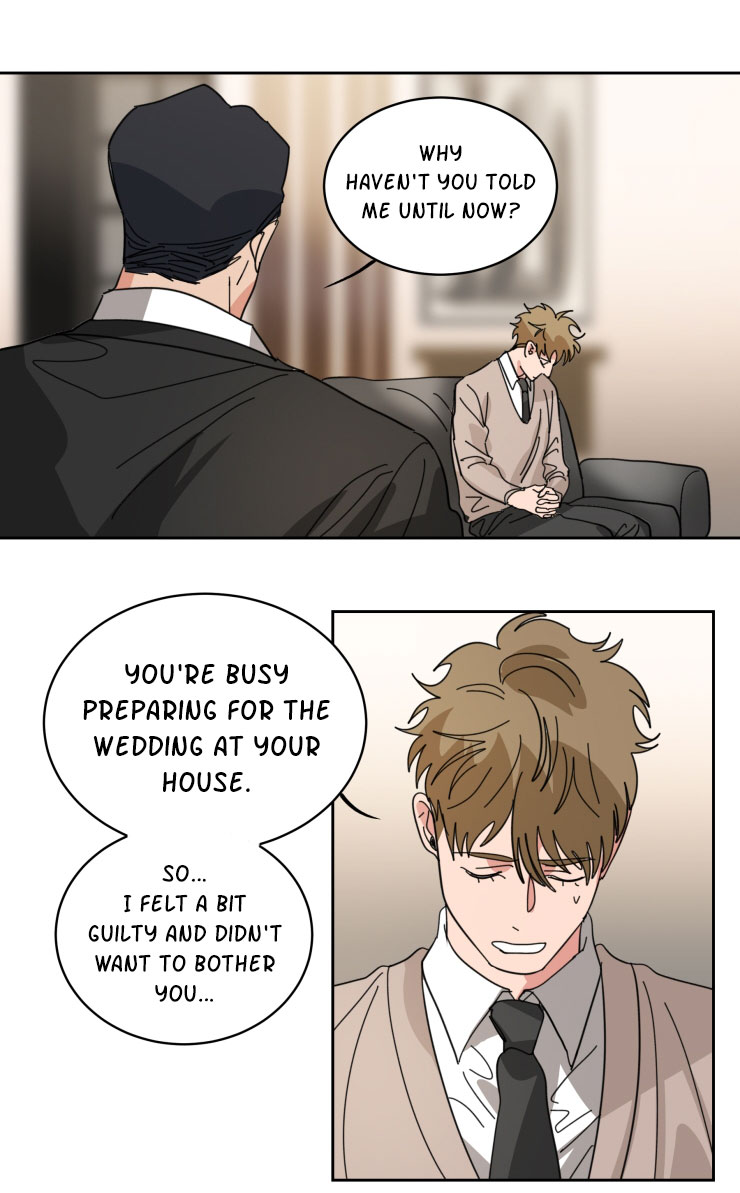 WHY
HAVEN'T YOU TOLD
ME UNTIL NOW?
YOU'RE BUSY
PREPARING FOR THE
WEDDING AT YOUR
HOUSE.
SO...
I FELT A BIT
GUILTY AND DIDN'T
WANT TO BOTHER
YOU...